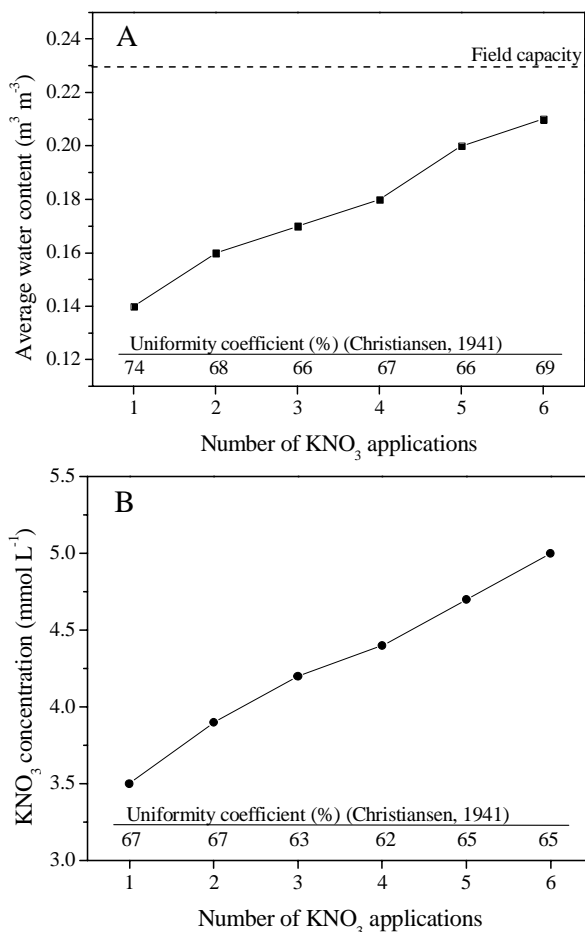 A
0.24
Field capacity
0.22
0.20
0.18
0.16
0.14
0.12
Average water content (m³ m⁻³)
Uniformity coefficient (%) (Christiansen, 1941)
74 68 66 67 66 69
1 2 3 4 5 6
Number of KNO₃ applications
5.5
B
5.0
4.5
4.0
3.5
3.0
KNO₃ concentration (mmol L⁻¹)
Uniformity coefficient (%) (Christiansen, 1941)
67 67 63 62 65 65
1 2 3 4 5 6
Number of KNO₃ applications